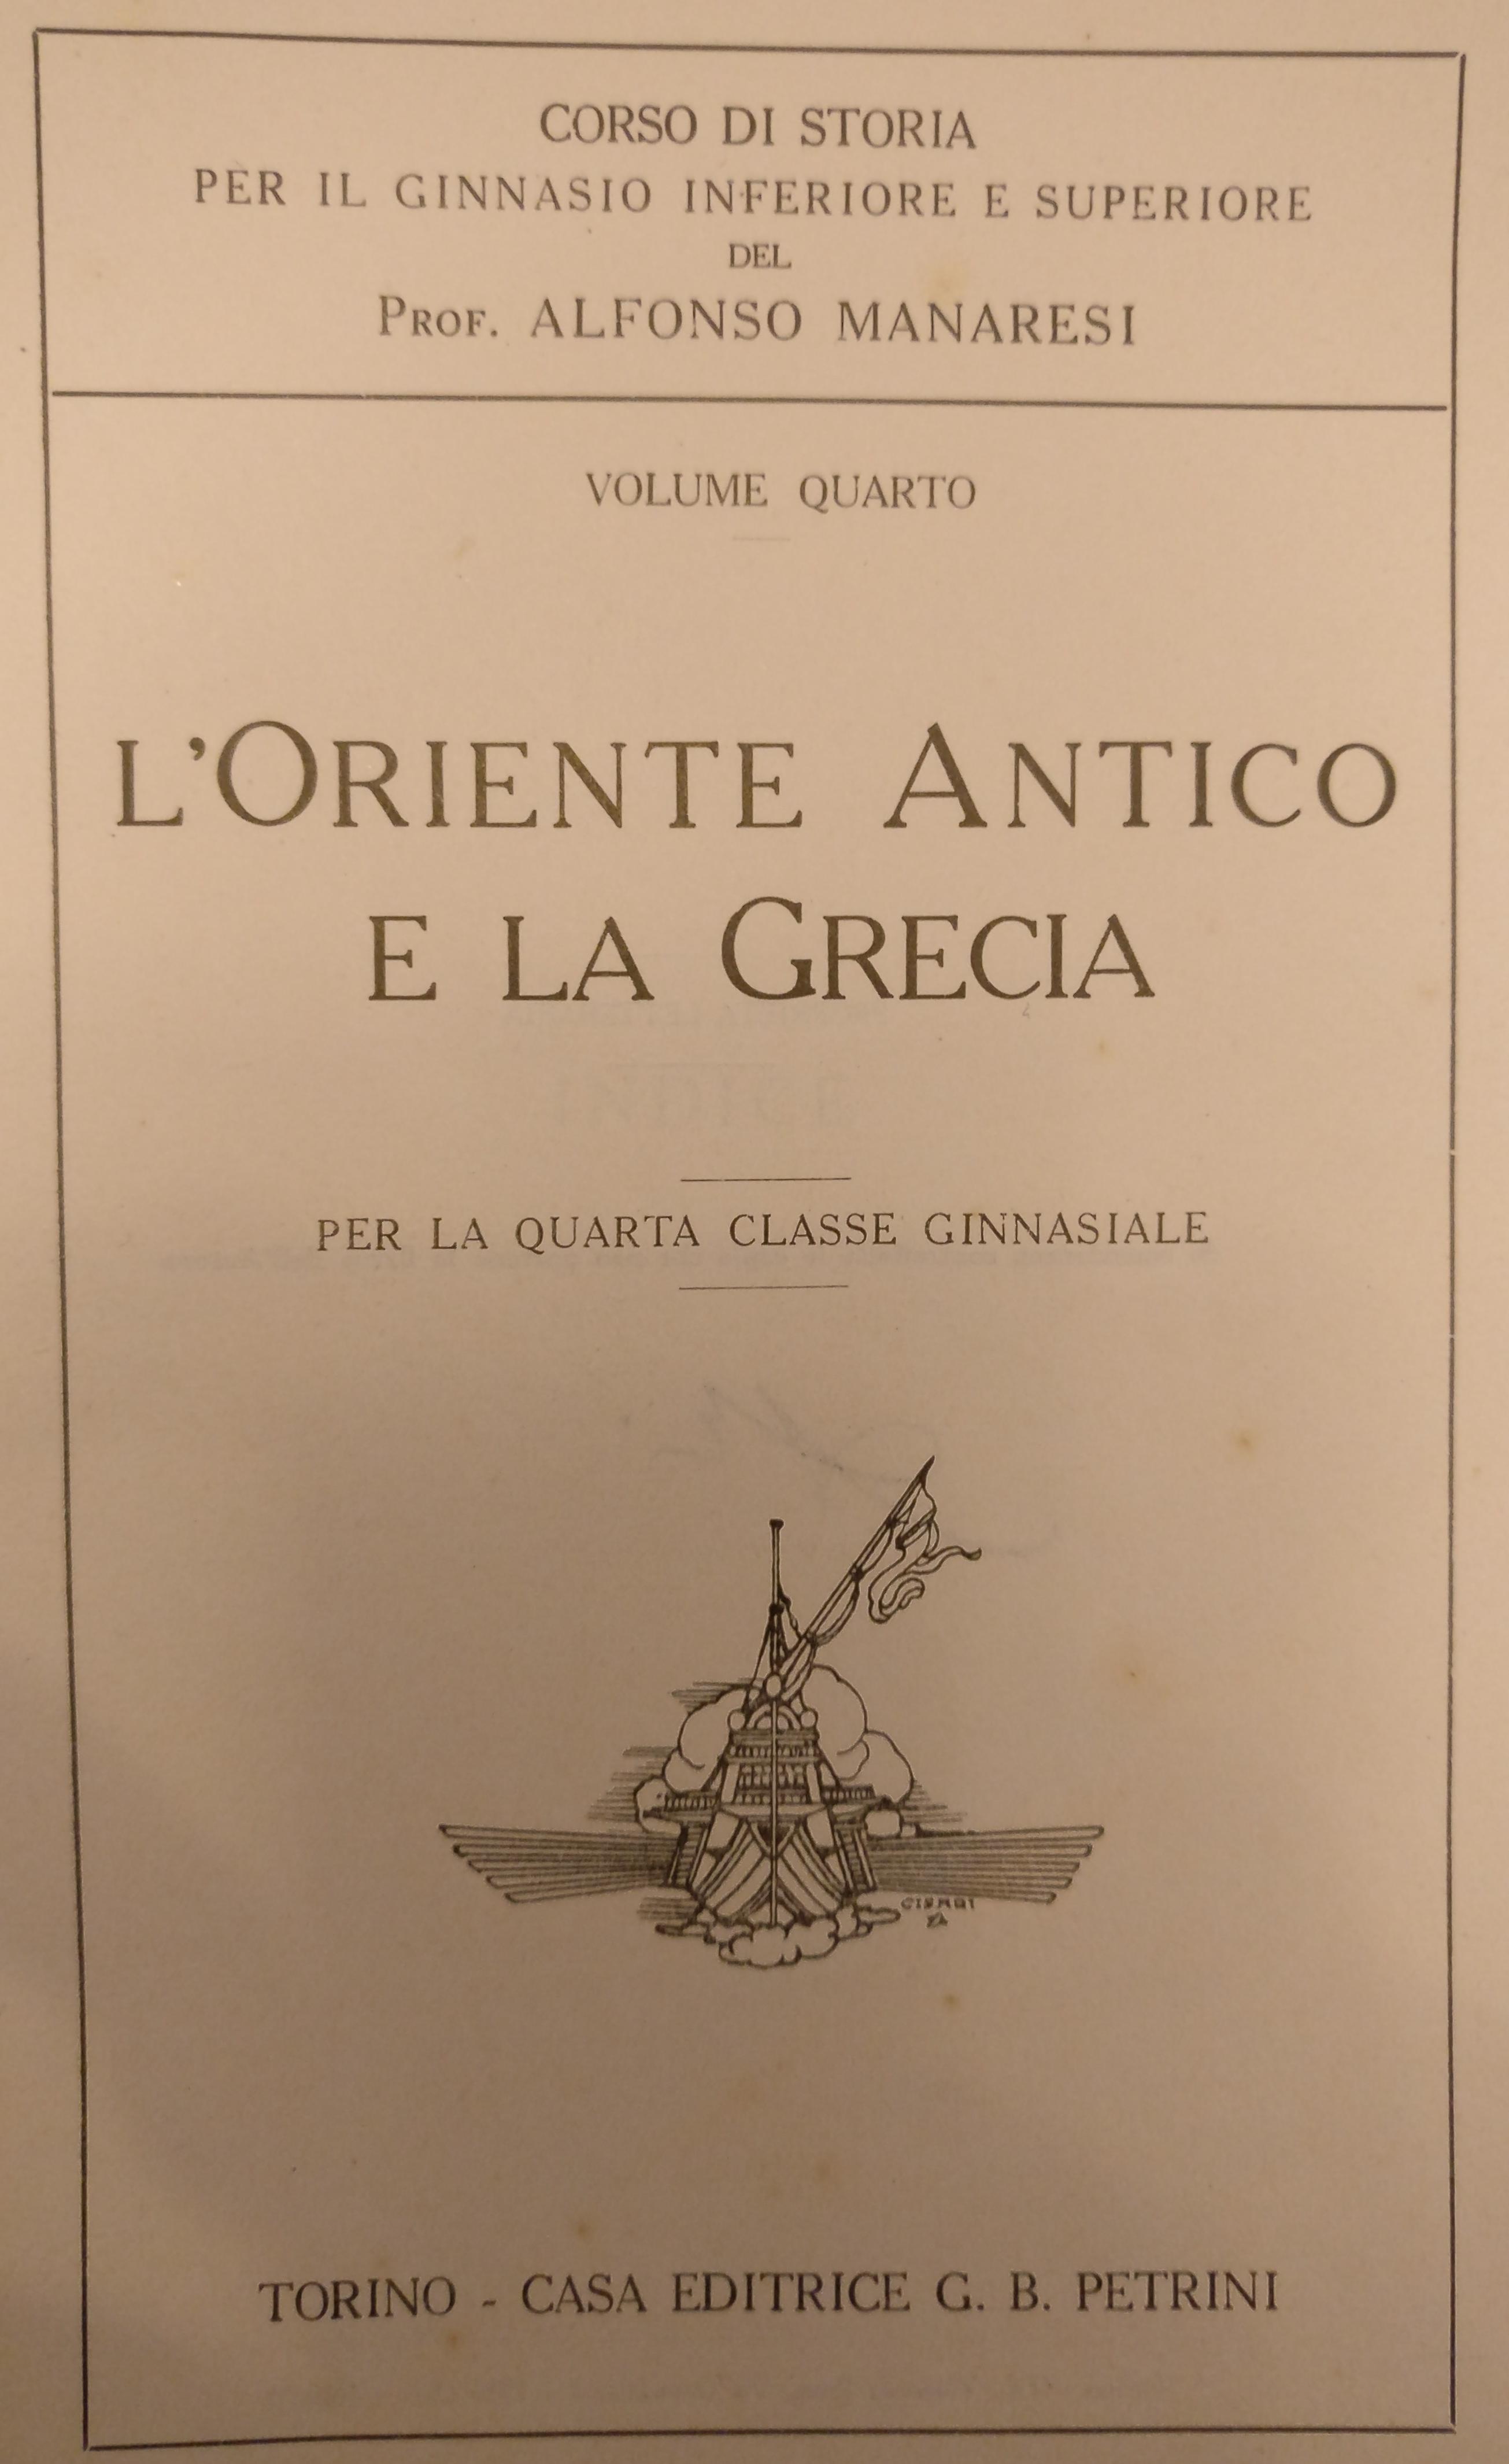 CORSO DI STORIA
PER IL GINNASIO INFERIORE E SUPERIORE
DEL
PROF. ALFONSO MANARESI
VOLUME QUARTO
L'ORIENTE ANTICO
E LA GRECIA
PER LA QUARTA CLASSE GINNASIALE
TORINO - CASA EDITRICE G. B. PETRINI